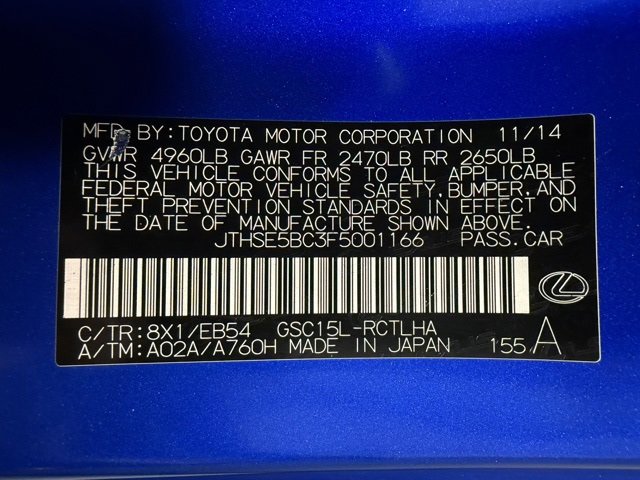 MFD BY: TOYOTA MOTOR CORPORATION 11/14
GVWR 4960LB GAWR FR 2470LB RR 2650LB
THIS VEHICLE CONFORMS TO ALL APPLICABLE
FEDERAL MOTOR VEHICLE SAFETY, BUMPER, AND
THEFT PREVENTION STANDARDS IN EFFECT ON
THE DATE OF MANUFACTURE SHOWN ABOVE.
JTHSE5BC3F5001166 PASS.CAR
C/TR: 8X1/EB54 GSC15L-RCTLHA
A/TM: A02A/A760H MADE IN JAPAN 155 A